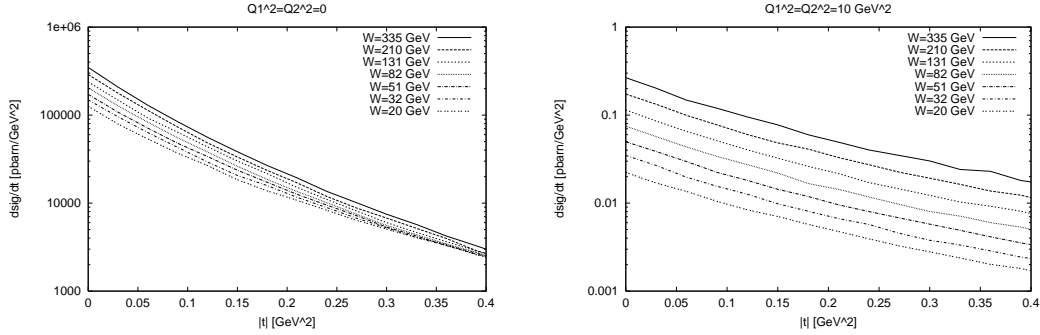 Q1^2=Q2^2=0
1e+06
100000
10000
1000
dsig/dt [pbarn/GeV^2]
W=335 GeV
W=210 GeV
W=131 GeV
W=82 GeV
W=51 GeV
W=32 GeV
W=20 GeV
0 0.05 0.1 0.15 0.2 0.25 0.3 0.35 0.4
|t| [GeV^2]
Q1^2=Q2^2=10 GeV^2
1
0.1
0.01
0.001
dsig/dt [pbarn/GeV^2]
W=335 GeV
W=210 GeV
W=131 GeV
W=82 GeV
W=51 GeV
W=32 GeV
W=20 GeV
0 0.05 0.1 0.15 0.2 0.25 0.3 0.35 0.4
|t| [GeV^2]